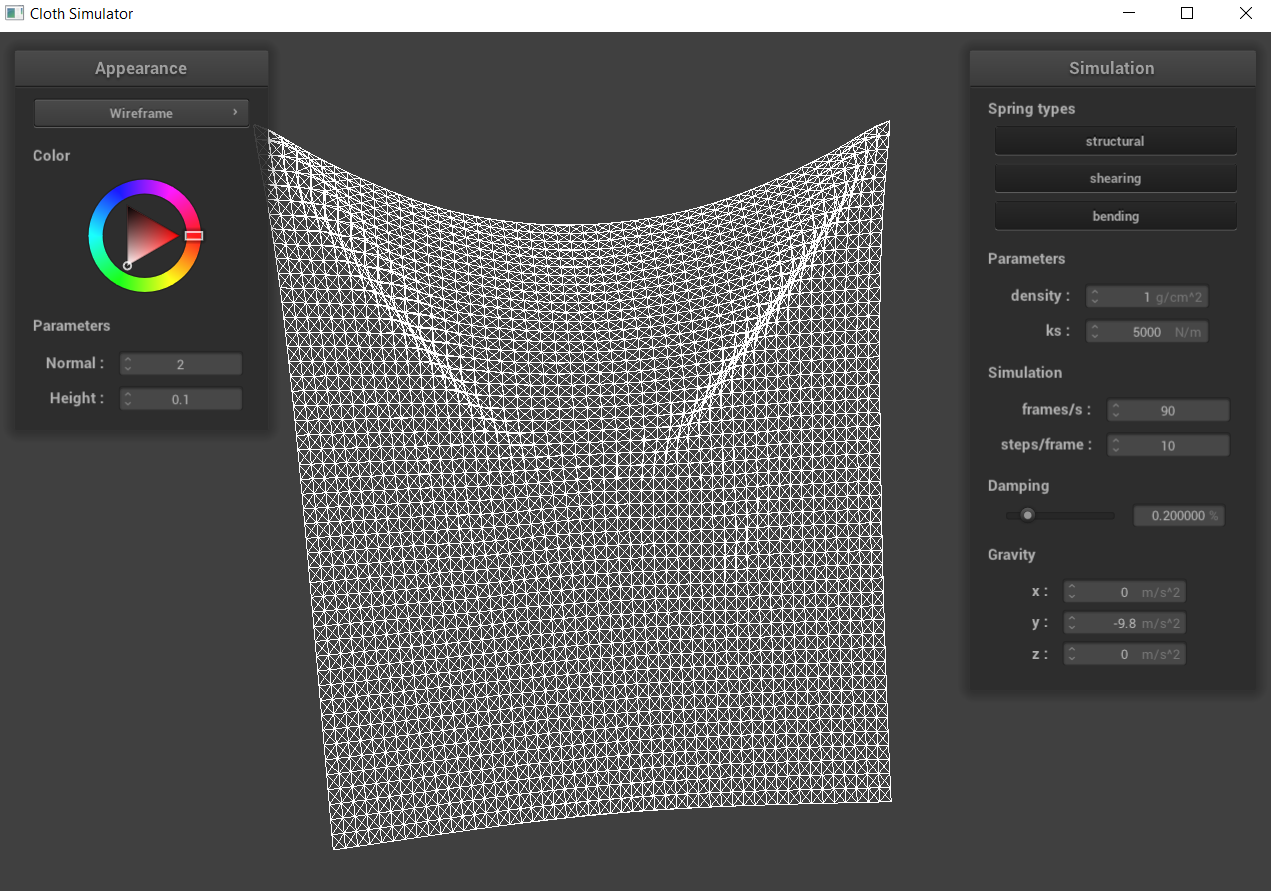 Cloth Simulator
Appearance
Wireframe
Color
Parameters
Normal : 2
Height : 0.1
Simulation
Spring types
structural
shearing
bending
Parameters
density : 1 g/cm^2
ks : 5000 N/m
Simulation
frames/s : 90
steps/frame : 10
Damping
0.200000 %
Gravity
x : 0 m/s^2
y : -9.8 m/s^2
z : 0 m/s^2